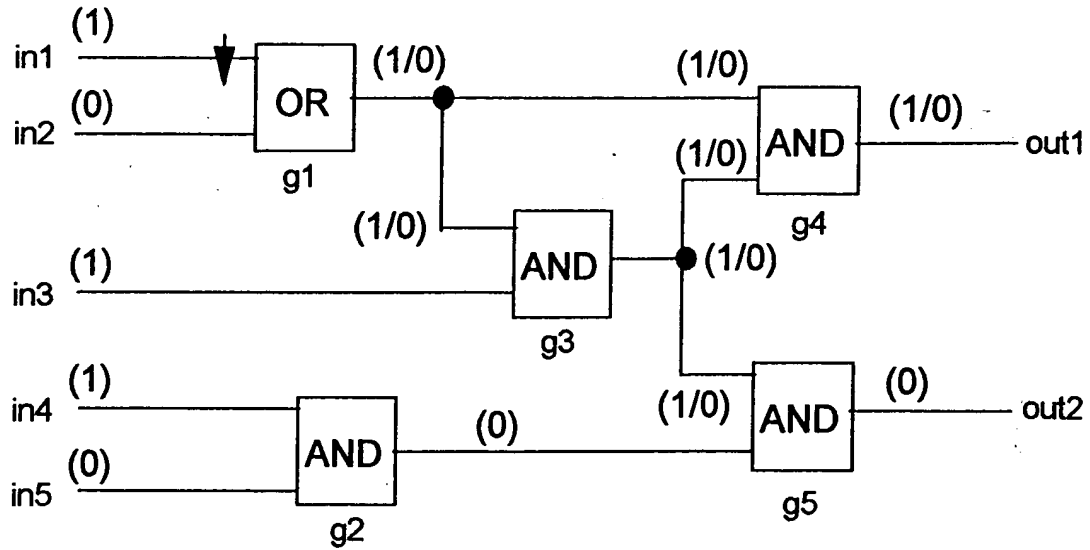 (1)
in1
(0)
in2
OR
g1
(1/0)
(1/0)
(1/0)
AND
g4
(1/0)
out1
(1/0)
(1)
in3
AND
g3
(1/0)
(1)
in4
(0)
in5
AND
g2
(0)
(1/0)
AND
g5
(0)
out2